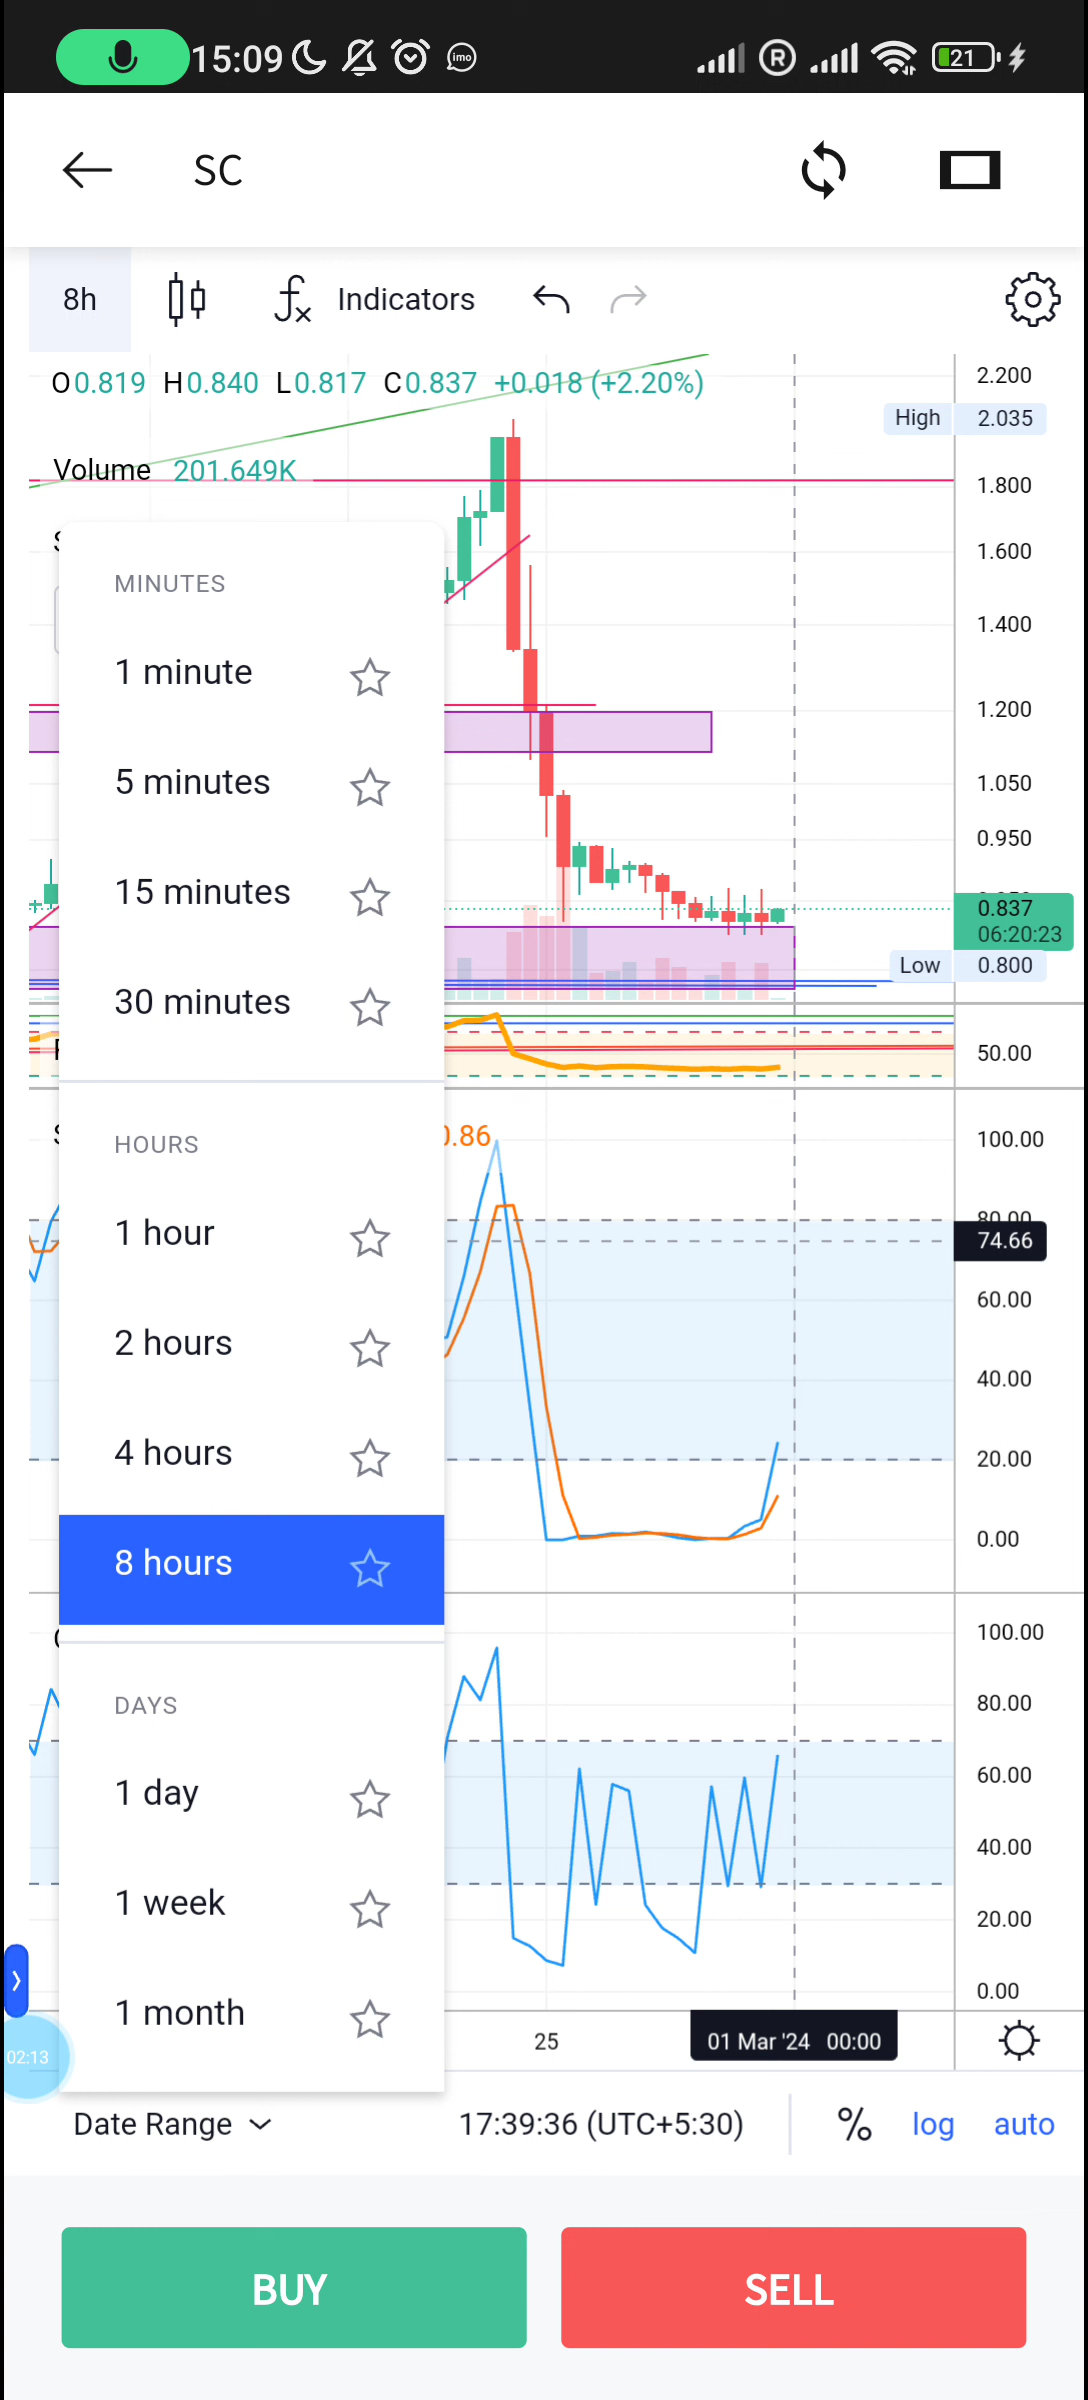 15:09 imo R 21
SC
8h Indicators
O0.819 H0.840 L0.817 C0.837 +0.018 (+2.20%)
2.200
High 2.035
Volume 201.649K
1.800
1.600
1.400
1.200
1.050
0.950
0.837
06:20:23
Low 0.800
MINUTES
1 minute
5 minutes
15 minutes
30 minutes
50.00
HOURS
0.86
100.00
80.00
74.66
60.00
40.00
20.00
0.00
1 hour
2 hours
4 hours
8 hours
DAYS
1 day
1 week
1 month
100.00
80.00
60.00
40.00
20.00
0.00
02:13
25 01 Mar '24 00:00
Date Range 17:39:36 (UTC+5:30) % log auto
BUY SELL